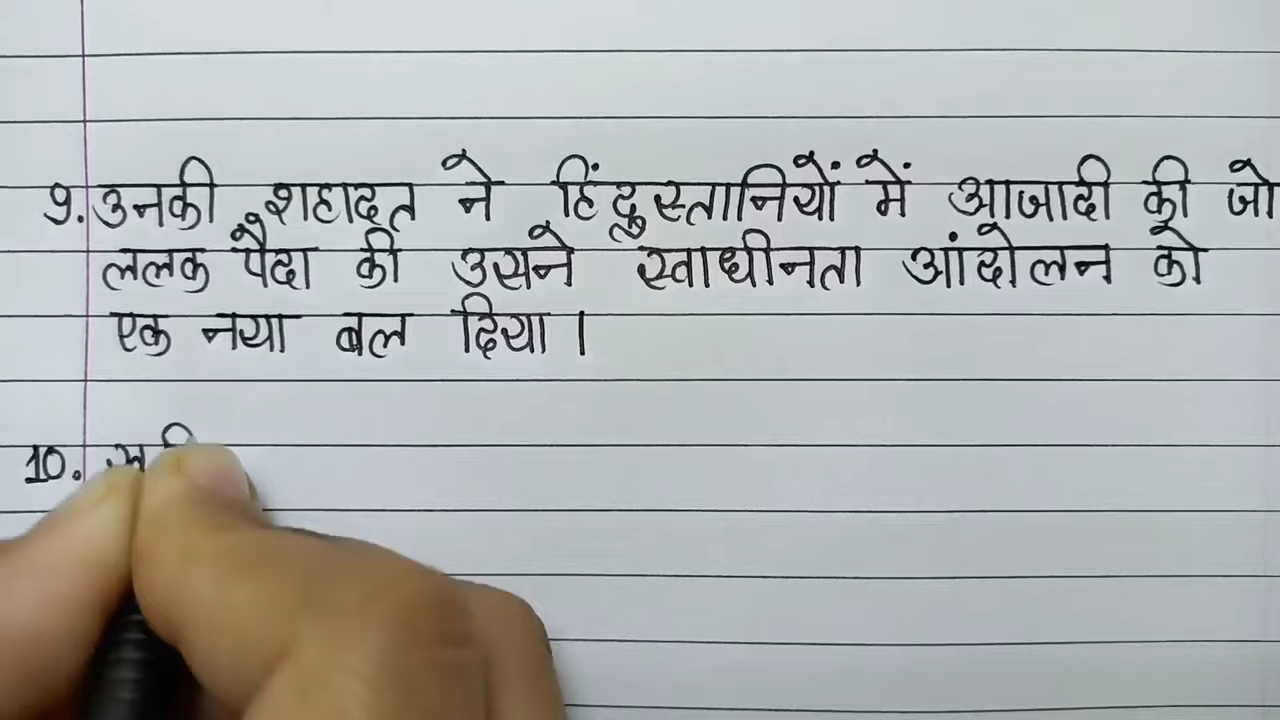 9. उनकी शहादत ने हिंदुस्तानियों में आजादी की जो
ललक पैदा की उसने स्वाधीनता आंदोलन को
एक नया बल दिया।
10.